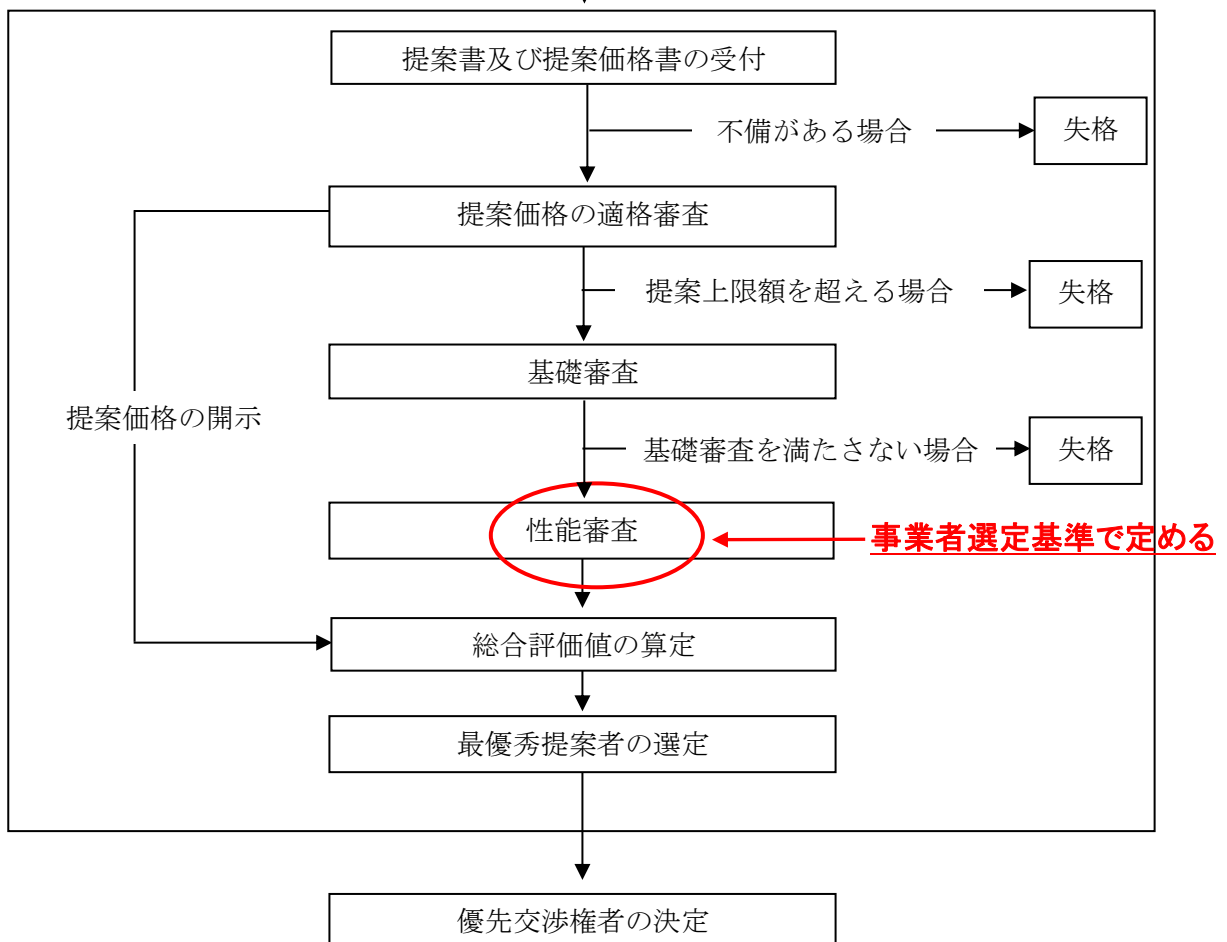 提案書及び提案価格書の受付
不備がある場合
失格
提案価格の適格審査
提案上限額を超える場合
失格
基礎審査
提案価格の開示
基礎審査を満たさない場合
失格
性能審査
事業者選定基準で定める
総合評価値の算定
最優秀提案者の選定
優先交渉権者の決定